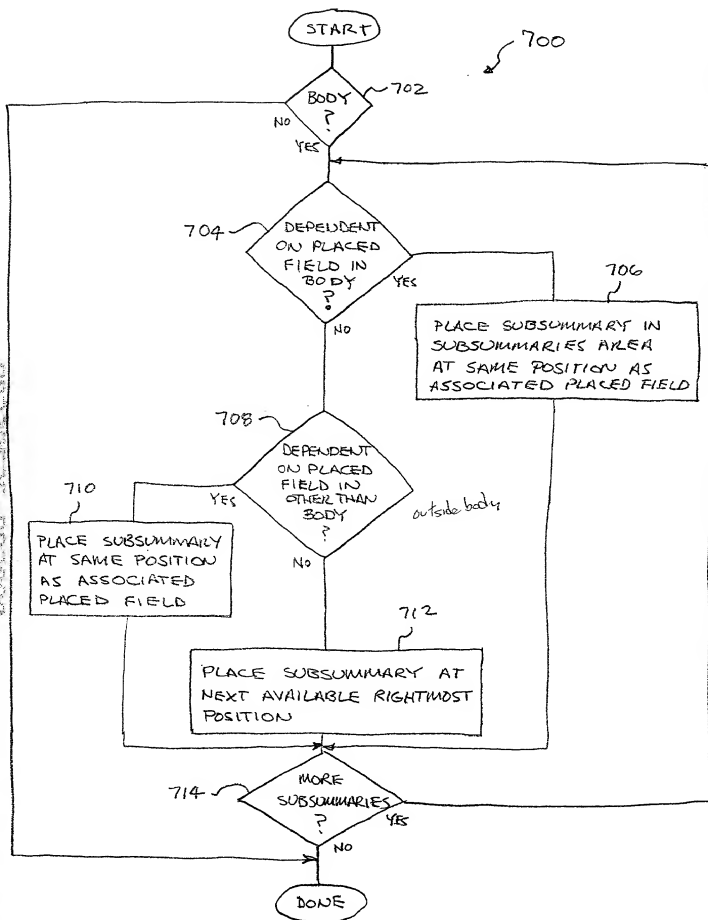 START
700
BODY
?
702
NO
YES
704
DEPENDENT
ON PLACED
FIELD IN
BODY
?
YES
NO
706
PLACE SUBSUMMARY IN
SUBSUMMARIES AREA
AT SAME POSITION AS
ASSOCIATED PLACED FIELD
708
DEPENDENT
ON PLACED
FIELD IN
OTHER THAN
BODY
?
outside body
YES
NO
710
PLACE SUBSUMMARY
AT SAME POSITION
AS ASSOCIATED
PLACED FIELD
712
PLACE SUBSUMMARY AT
NEXT AVAILABLE RIGHTMOST
POSITION
714
MORE
SUBSUMMARIES
?
YES
NO
DONE